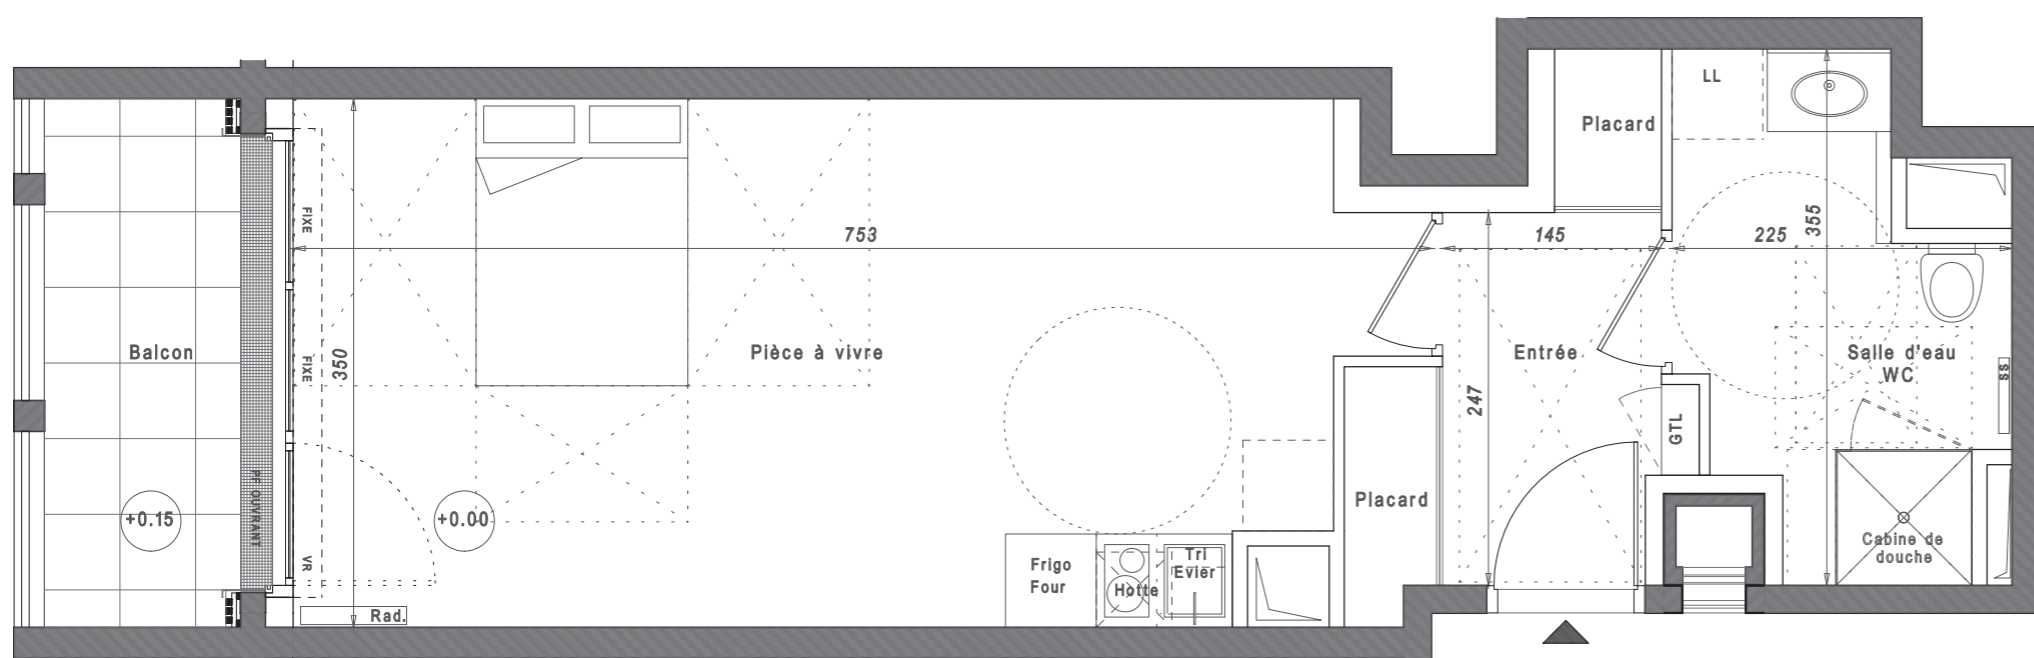 LL
Placard
FIXE
753
145
225
355
Balcon
FIXE
350
Pièce à vivre
Entrée
Salle d'eau
WC
SS
247
GTL
PF OUVRANT
+0.15
+0.00
Placard
VR
Rad.
Frigo
Four
Hotte
Tri
Evier
Cabine de
douche